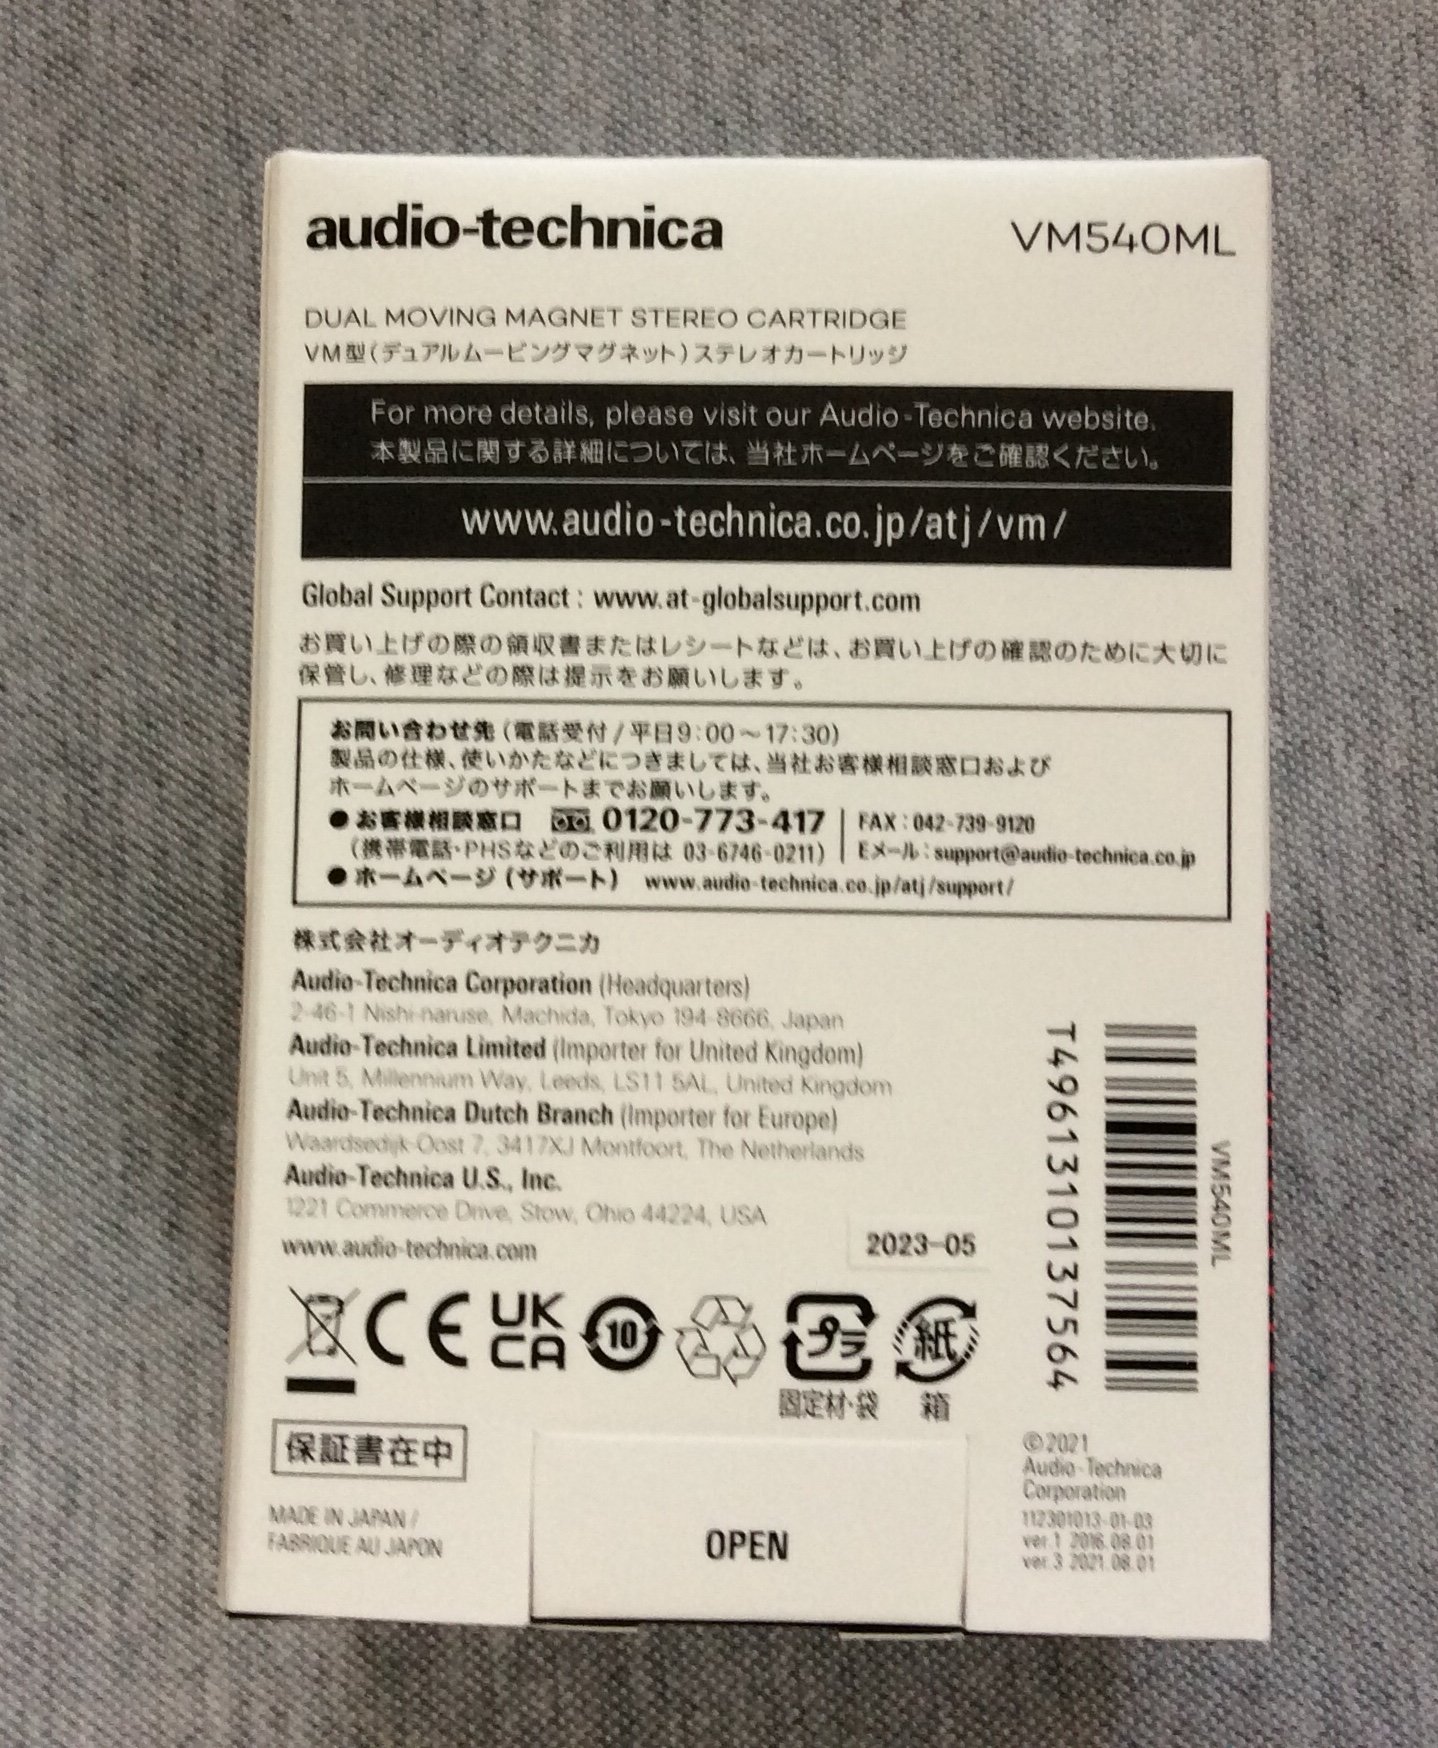 audio-technica
VM540ML
DUAL MOVING MAGNET STEREO CARTRIDGE
VM型(デュアルムービングマグネット)ステレオカートリッジ
For more details, please visit our Audio-Technica website.
本製品に関する詳細については、当社ホームページをご確認ください。
www.audio-technica.co.jp/atj/vm/
Global Support Contact : www.at-globalsupport.com
お買い上げの際の領収書またはレシートなどは、お買い上げの確認のために大切に
保管し、修理などの際は提示をお願いします。
お問い合わせ先(電話受付/平日9:00〜17:30)
製品の仕様、使いかたなどにつきましては、当社お客様相談窓口および
ホームページのサポートまでお願いします。
●お客様相談窓口 0120-773-417
(携帯電話・PHSなどのご利用は 03-6746-0211)
FAX : 042-739-9120
Eメール : support@audio-technica.co.jp
●ホームページ(サポート) www.audio-technica.co.jp/atj/support/
株式会社オーディオテクニカ
Audio-Technica Corporation (Headquarters)
2-46-1 Nishi-naruse, Machida, Tokyo 194-8666, Japan
Audio-Technica Limited (Importer for United Kingdom)
Unit 5, Millennium Way, Leeds, LS11 5AL, United Kingdom
Audio-Technica Dutch Branch (Importer for Europe)
Waardsedijk-Oost 7, 3417XJ Montfoort, The Netherlands
Audio-Technica U.S., Inc.
1221 Commerce Drive, Stow, Ohio 44224, USA
www.audio-technica.com
2023-05
T4961310137564
VM540ML
CE
UK
CA
10
プラ
紙
固定材・袋
箱
保証書在中
MADE IN JAPAN /
FABRIQUÉ AU JAPON
OPEN
©2021
Audio-Technica
Corporation
112301013-01-03
ver.1 2016.08.01
ver.3 2021.08.01